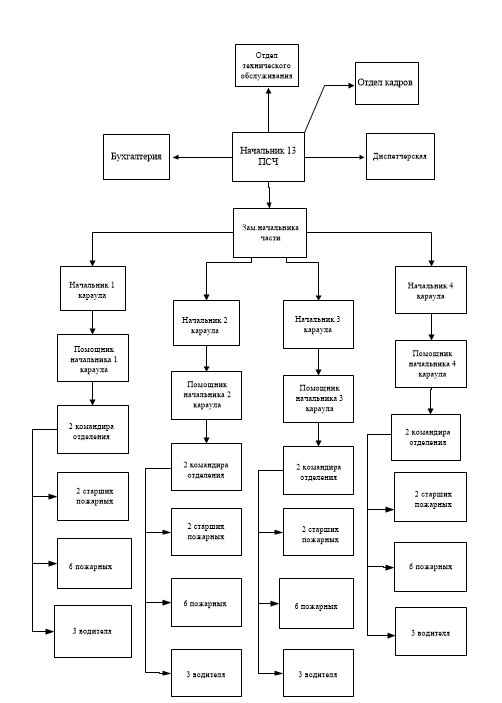 Отдел
технического
обслуживания
Отдел кадров
Бухгалтерия
Начальник 13
ПСЧ
Диспетчерская
Зам.начальника
части
Начальник 1
караула
Начальник 2
караула
Начальник 3
караула
Начальник 4
караула
Помощник
начальника 1
караула
Помощник
начальника 2
караула
Помощник
начальника 3
караула
Помощник
начальника 4
караула
2 командира
отделения
2 командира
отделения
2 командира
отделения
2 командира
отделения
2 старших
пожарных
2 старших
пожарных
2 старших
пожарных
2 старших
пожарных
6 пожарных
6 пожарных
6 пожарных
6 пожарных
3 водителя
3 водителя
3 водителя
3 водителя